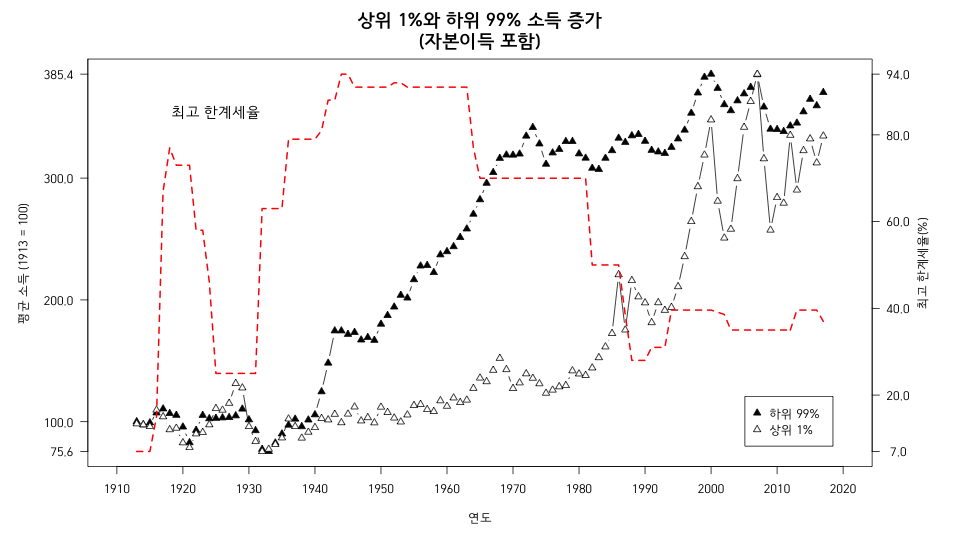 상위 1%와 하위 99% 소득 증가
(자본이득 포함)
최고 한계세율
385.4
300.0
200.0
100.0
75.6
평균 소득 (1913 = 100)
94.0
80.0
60.0
40.0
20.0
7.0
최고 한계세율(%)
하위 99%
상위 1%
1910 1920 1930 1940 1950 1960 1970 1980 1990 2000 2010 2020
연도